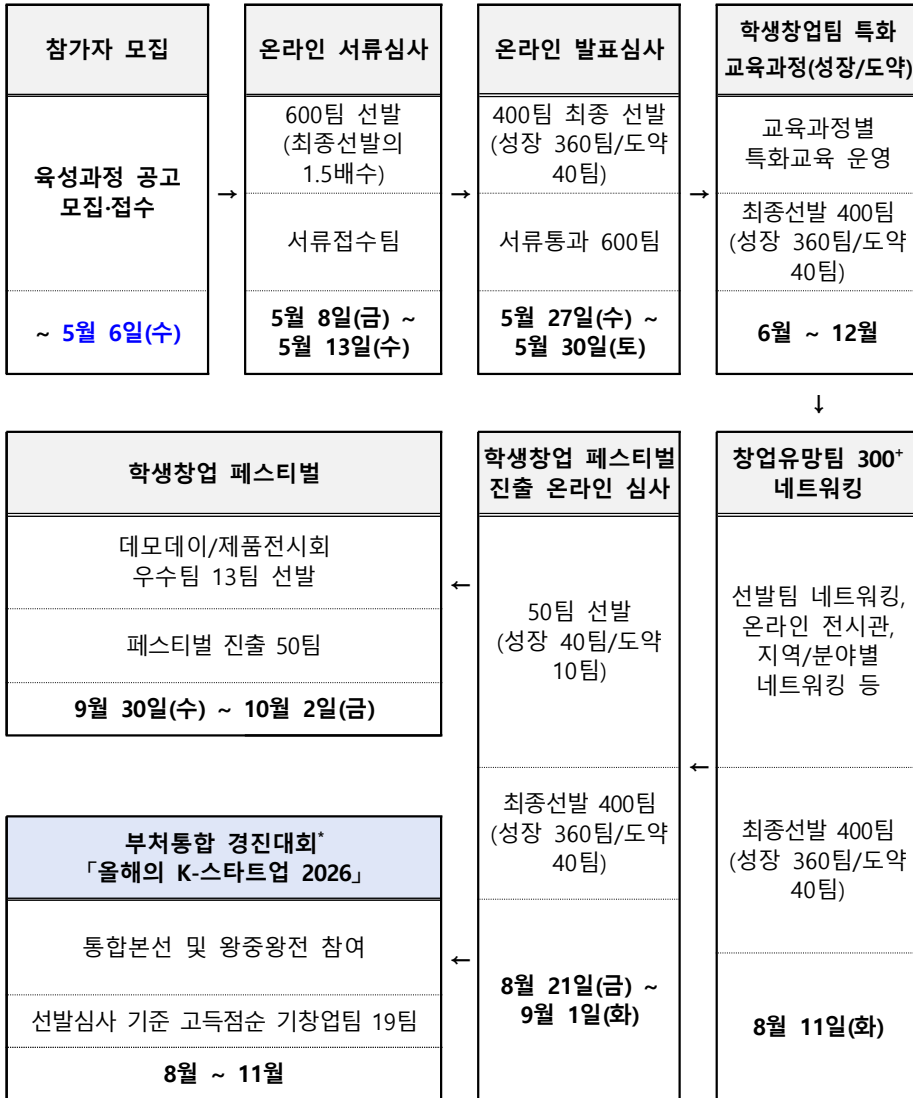 참가자 모집
육성과정 공고
모집·접수
~ 5월 6일(수)
→
온라인 서류심사
600팀 선발
(최종선발의
1.5배수)
서류접수팀
5월 8일(금) ~
5월 13일(수)
→
온라인 발표심사
400팀 최종 선발
(성장 360팀/도약
40팀)
서류통과 600팀
5월 27일(수) ~
5월 30일(토)
→
학생창업팀 특화
교육과정(성장/도약)
교육과정별
특화교육 운영
최종선발 400팀
(성장 360팀/도약
40팀)
6월 ~ 12월
↓
창업유망팀 300+
네트워킹
선발팀 네트워킹,
온라인 전시관,
지역/분야별
네트워킹 등
최종선발 400팀
(성장 360팀/도약
40팀)
8월 11일(화)
←
학생창업 페스티벌
진출 온라인 심사
50팀 선발
(성장 40팀/도약
10팀)
최종선발 400팀
(성장 360팀/도약
40팀)
8월 21일(금) ~
9월 1일(화)
←
학생창업 페스티벌
데모데이/제품전시회
우수팀 13팀 선발
페스티벌 진출 50팀
9월 30일(수) ~ 10월 2일(금)
←
부처통합 경진대회*
「올해의 K-스타트업 2026」
통합본선 및 왕중왕전 참여
선발심사 기준 고득점순 기창업팀 19팀
8월 ~ 11월